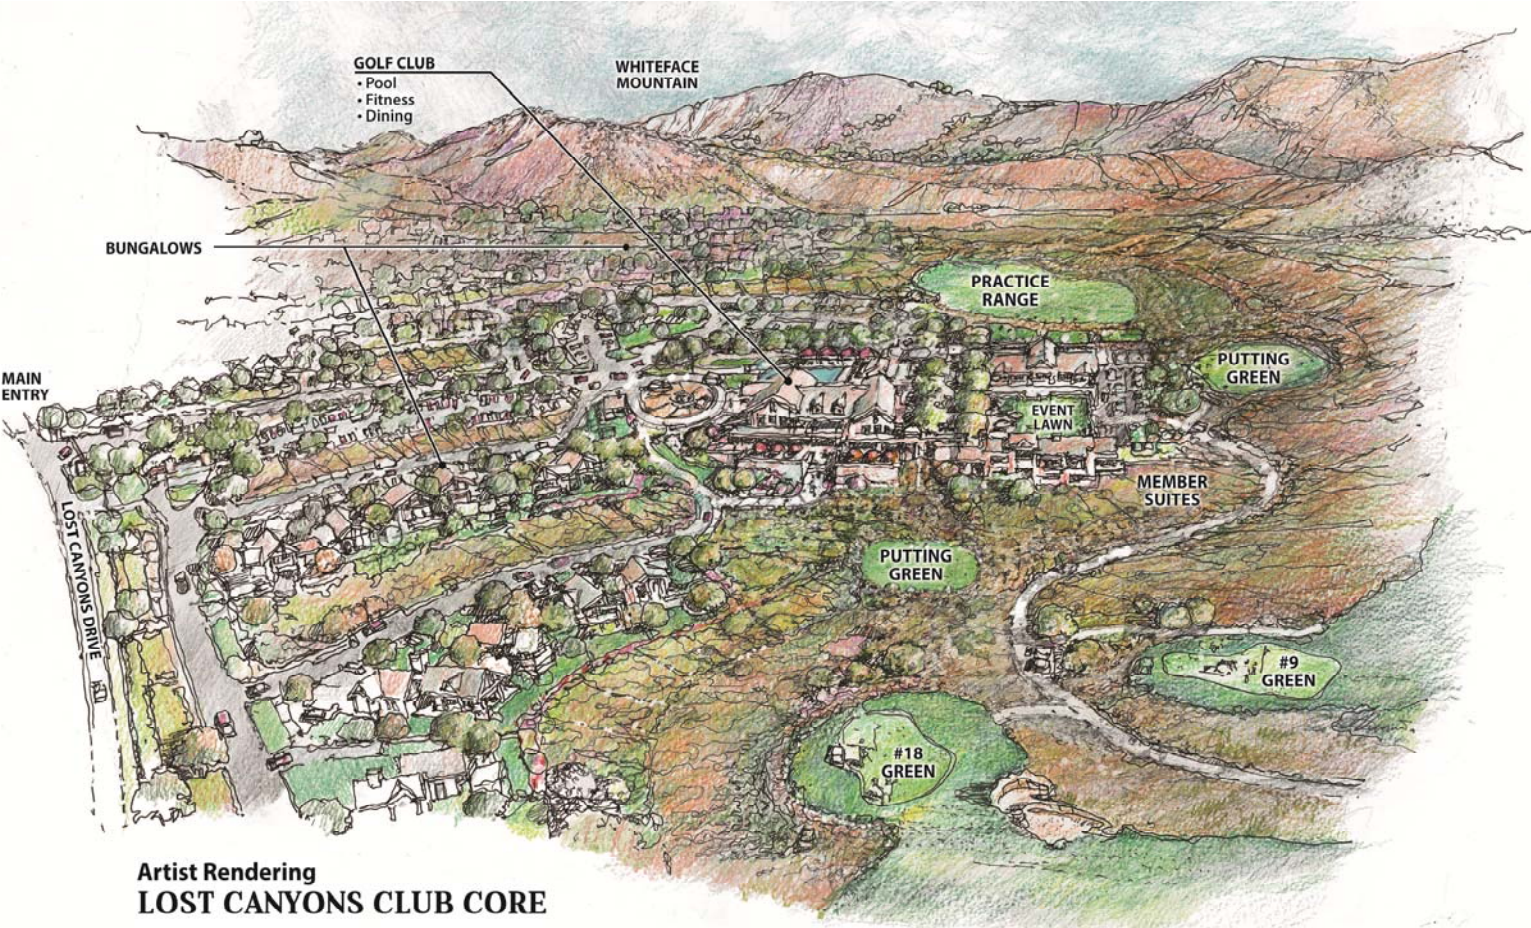 GOLF CLUB
• Pool
• Fitness
• Dining
WHITEFACE
MOUNTAIN
BUNGALOWS
PRACTICE
RANGE
PUTTING
GREEN
MAIN
ENTRY
EVENT
LAWN
MEMBER
SUITES
LOST CANYONS DRIVE
PUTTING
GREEN
#9
GREEN
#18
GREEN
Artist Rendering
LOST CANYONS CLUB CORE